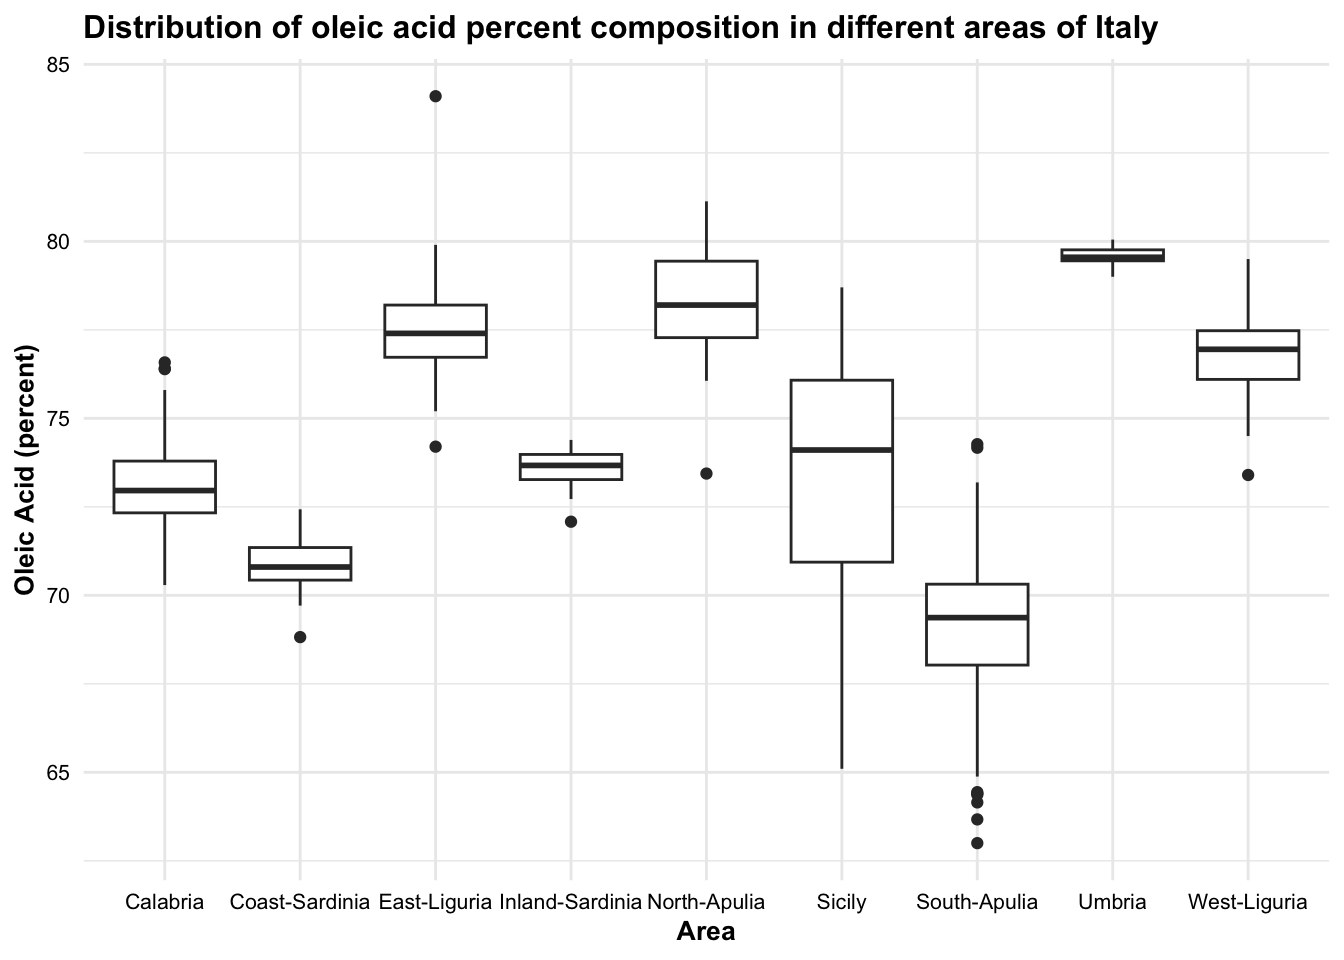 Distribution of oleic acid percent composition in different areas of Italy
Oleic Acid (percent)
85
80
75
70
65
Calabria Coast-Sardinia East-Liguria Inland-Sardinia North-Apulia Sicily South-Apulia Umbria West-Liguria
Area